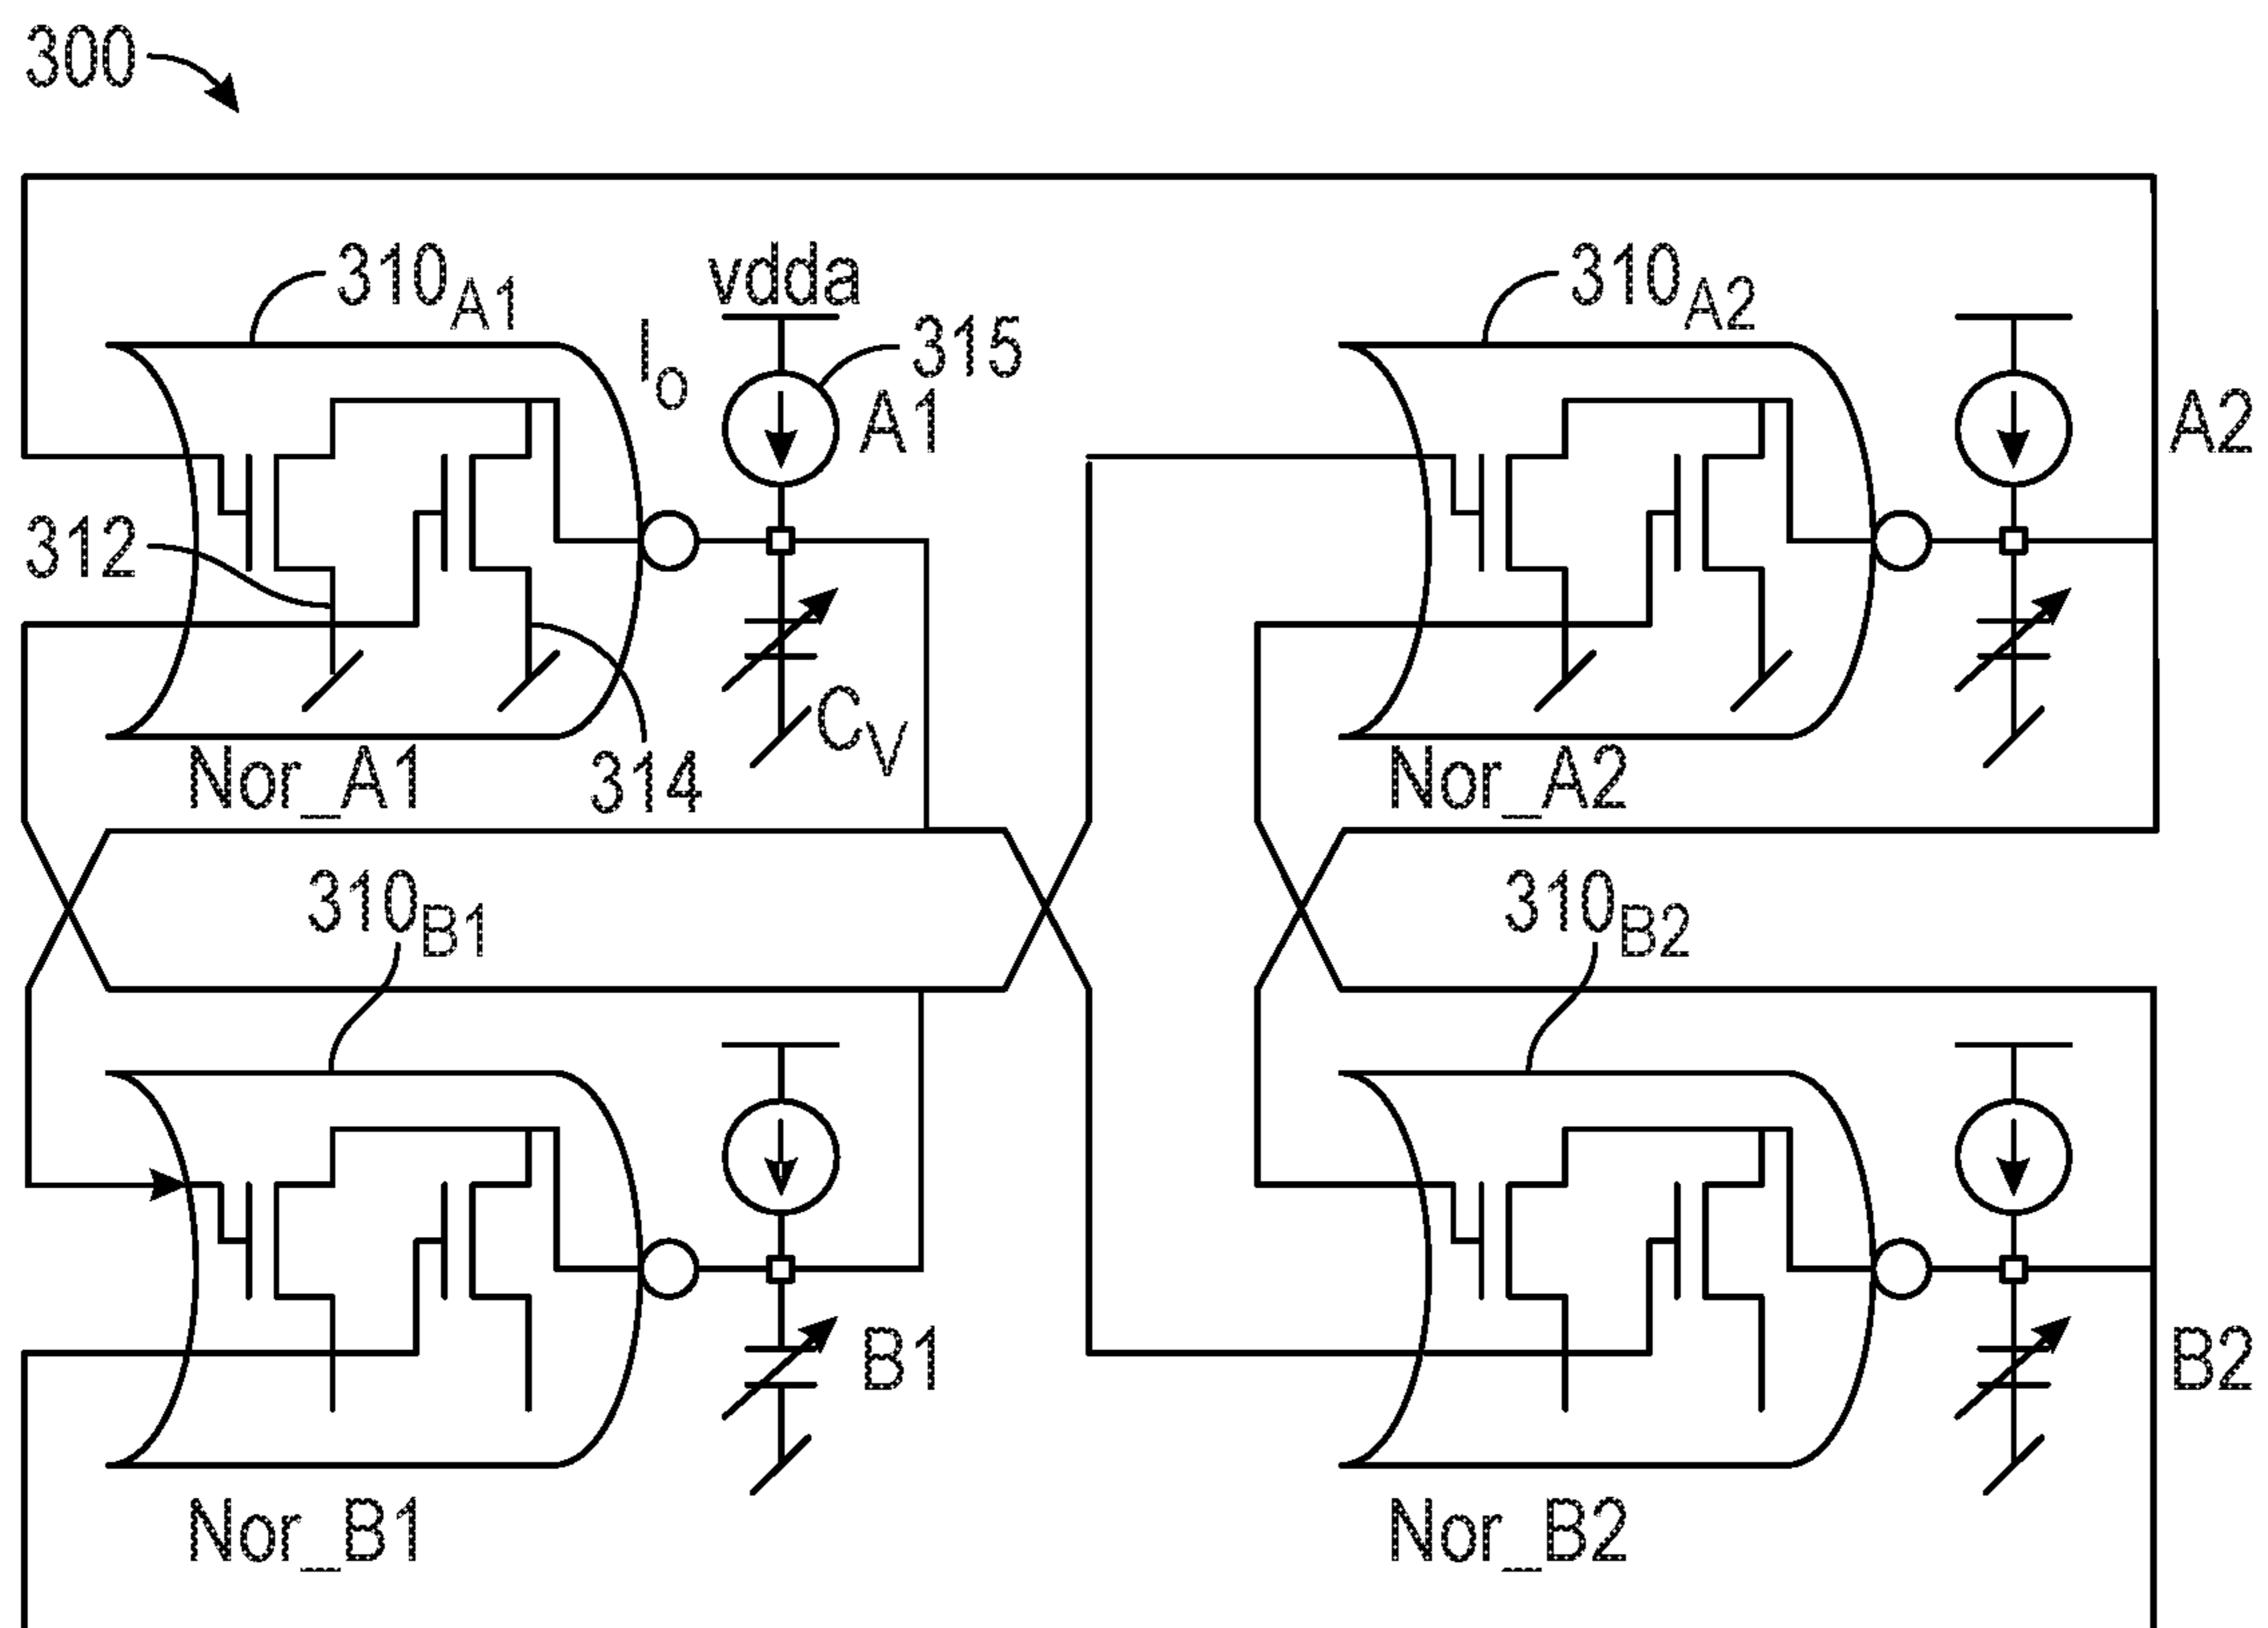 300
310A1
vdda
310A2
Io
315
A1
A2
312
CV
Nor_A1
314
Nor_A2
310B1
310B2
B1
B2
Nor_B1
Nor_B2